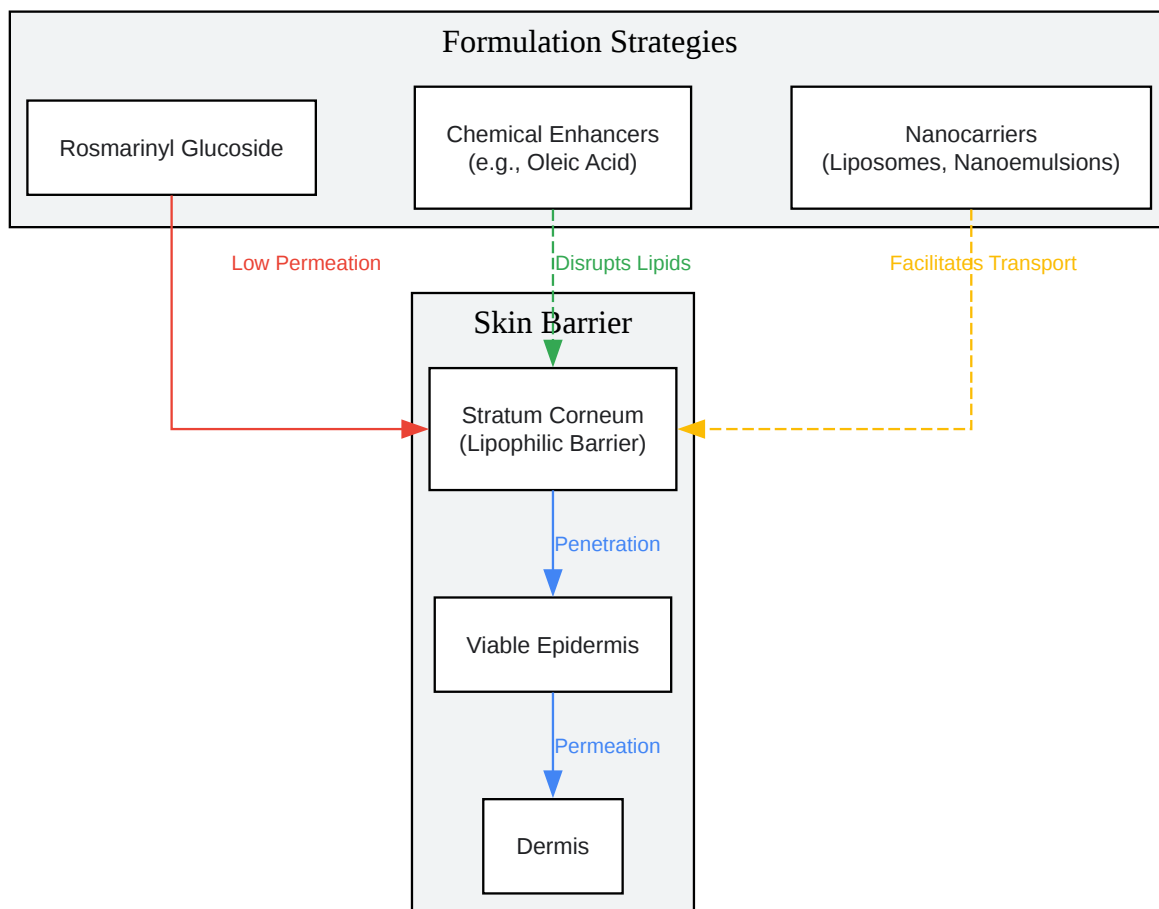 Formulation Strategies
Rosmarinyl Glucoside
Chemical Enhancers
(e.g., Oleic Acid)
Nanocarriers
(Liposomes, Nanoemulsions)
Low Permeation
Disrupts Lipids
Facilitates Transport
Skin Barrier
Stratum Corneum
(Lipophilic Barrier)
Penetration
Viable Epidermis
Permeation
Dermis